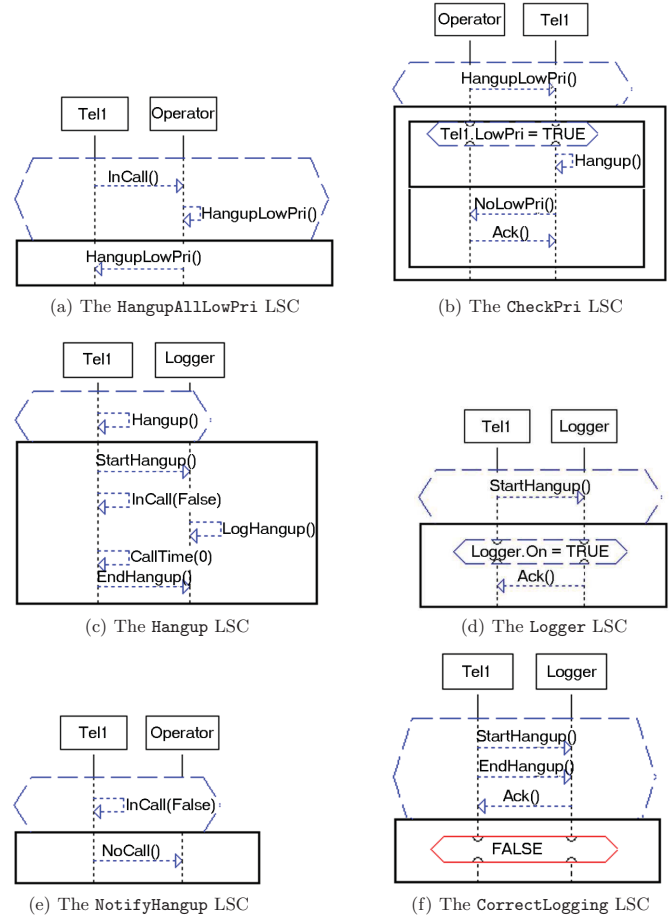 Tel1
Operator
InCall()
HangupLowPri()
HangupLowPri()
(a) The HangupAllLowPri LSC
Operator
Tel1
HangupLowPri()
Tel1.LowPri = TRUE
Hangup()
NoLowPri()
Ack()
(b) The CheckPri LSC
Tel1
Logger
Hangup()
StartHangup()
InCall(False)
LogHangup()
CallTime(0)
EndHangup()
(c) The Hangup LSC
Tel1
Logger
StartHangup()
Logger.On = TRUE
Ack()
(d) The Logger LSC
Tel1
Operator
InCall(False)
NoCall()
(e) The NotifyHangup LSC
Tel1
Logger
StartHangup()
EndHangup()
Ack()
FALSE
(f) The CorrectLogging LSC